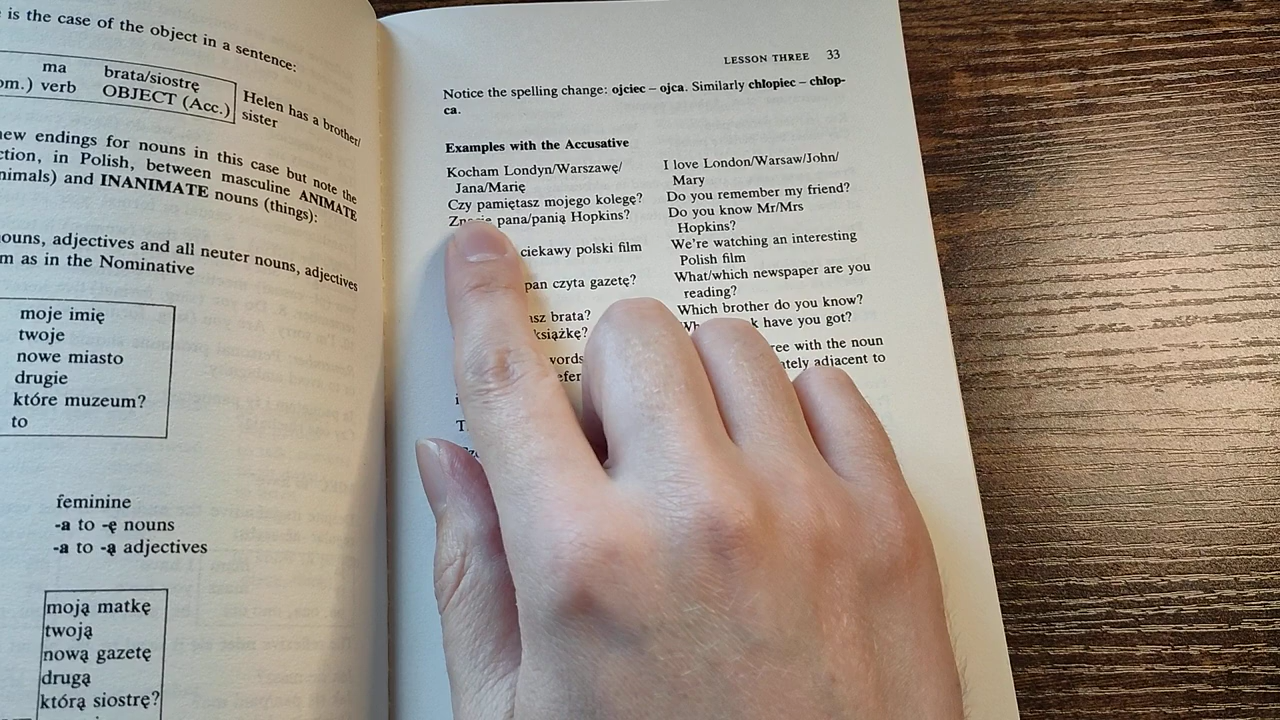 is the case of the object in a sentence:
ma brata/siostrę
om.) verb OBJECT (Acc.)
Helen has a brother/
sister
new endings for nouns in this case but note the
ction, in Polish, between masculine ANIMATE
nimals) and INANIMATE nouns (things):
nouns, adjectives and all neuter nouns, adjectives
m as in the Nominative
moje imię
twoje
nowe miasto
drugie
które muzeum?
to
feminine
-a to -ę nouns
-a to -ą adjectives
moją matkę
twoją
nową gazetę
drugą
którą siostrę?
LESSON THREE 33
Notice the spelling change: ojciec – ojca. Similarly chłopiec – chłop-
ca.
Examples with the Accusative
Kocham Londyn/Warszawę/
Jana/Marię
Czy pamiętasz mojego kolegę?
pana/panią Hopkins?
ciekawy polski film
pan czyta gazetę?
asz brata?
książkę?
I love London/Warsaw/John/
Mary
Do you remember my friend?
Do you know Mr/Mrs
Hopkins?
We're watching an interesting
Polish film
What/which newspaper are you
reading?
Which brother do you know?
k have you got?
words
ree with the noun
efer
ately adjacent to